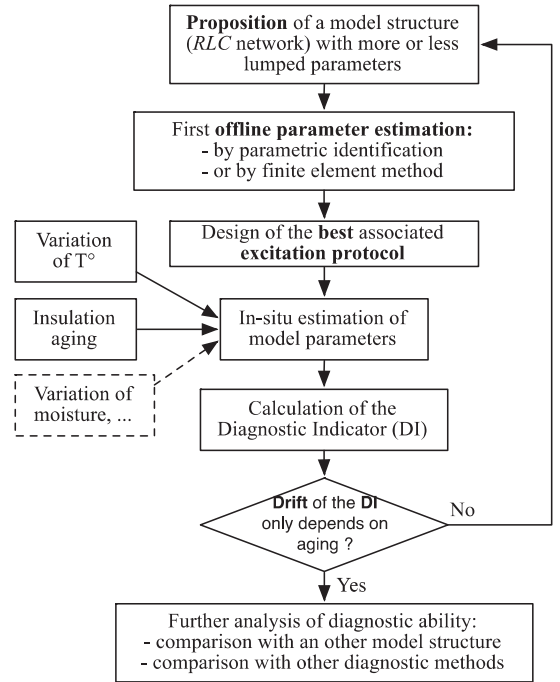 Proposition of a model structure
(RLC network) with more or less
lumped parameters
First offline parameter estimation:
- by parametric identification
- or by finite element method
Design of the best associated
excitation protocol
Variation
of T°
Insulation
aging
Variation of
moisture, ...
In-situ estimation of
model parameters
Calculation of the
Diagnostic Indicator (DI)
Drift of the DI
only depends on
aging ?
No
Yes
Further analysis of diagnostic ability:
- comparison with an other model structure
- comparison with other diagnostic methods